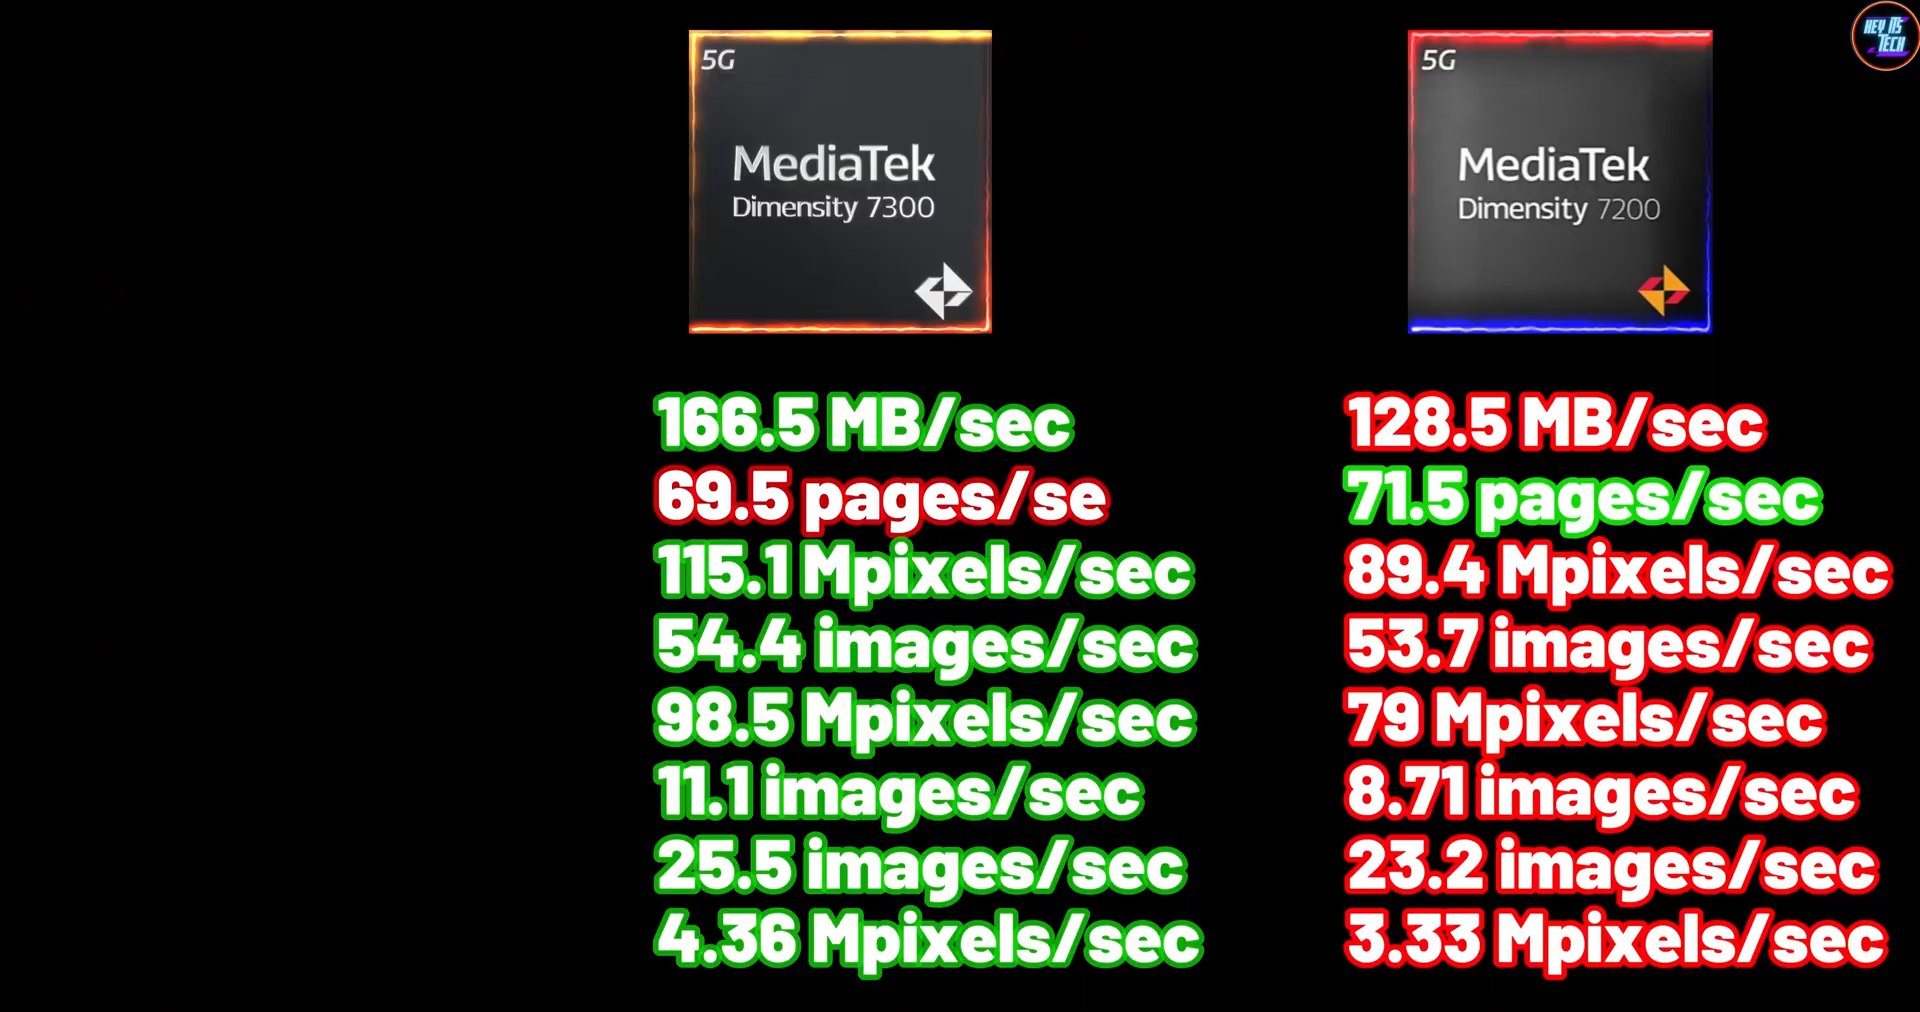 HEY ITS
TECH
5G
MediaTek
Dimensity 7300
5G
MediaTek
Dimensity 7200
166.5 MB/sec
128.5 MB/sec
69.5 pages/se
71.5 pages/sec
115.1 Mpixels/sec
89.4 Mpixels/sec
54.4 images/sec
53.7 images/sec
98.5 Mpixels/sec
79 Mpixels/sec
11.1 images/sec
8.71 images/sec
25.5 images/sec
23.2 images/sec
4.36 Mpixels/sec
3.33 Mpixels/sec